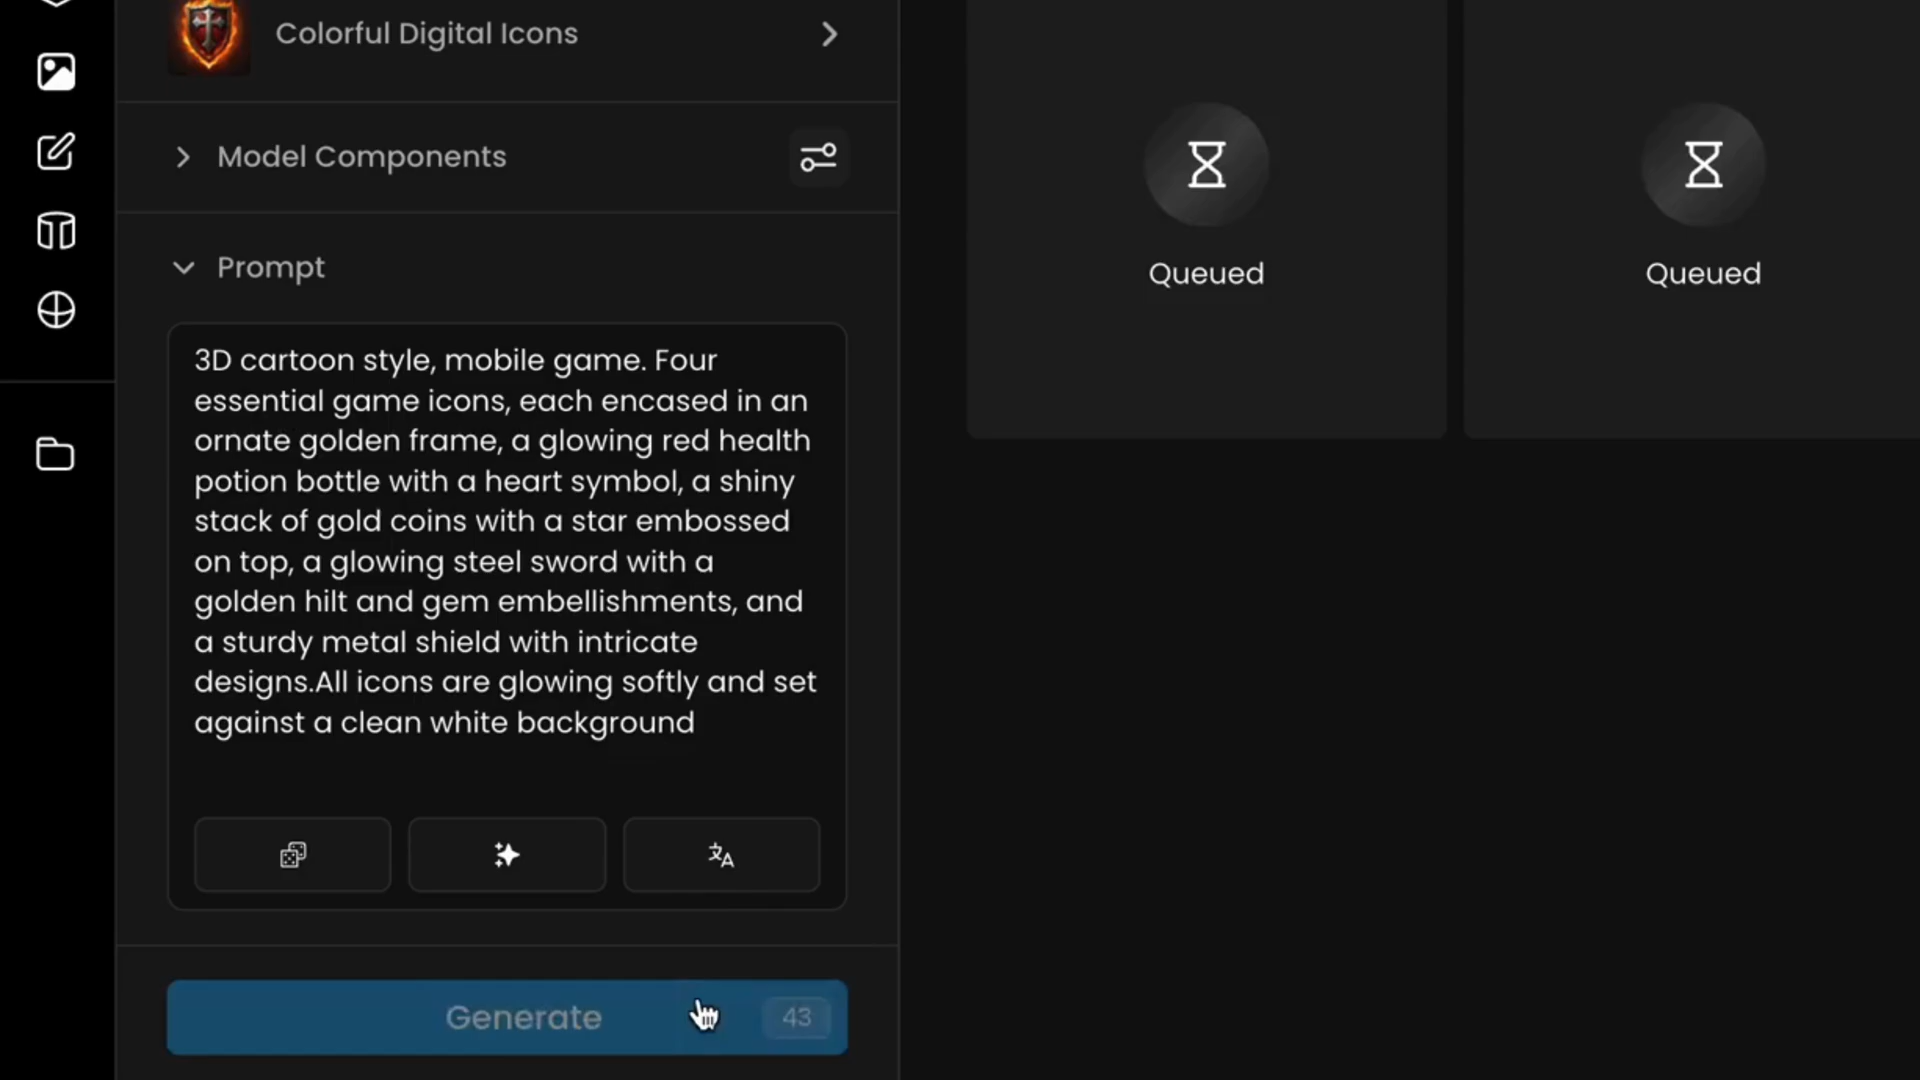 Colorful Digital Icons
Model Components
Prompt
3D cartoon style, mobile game. Four
essential game icons, each encased in an
ornate golden frame, a glowing red health
potion bottle with a heart symbol, a shiny
stack of gold coins with a star embossed
on top, a glowing steel sword with a
golden hilt and gem embellishments, and
a sturdy metal shield with intricate
designs.All icons are glowing softly and set
against a clean white background
Generate 43
Queued
Queued